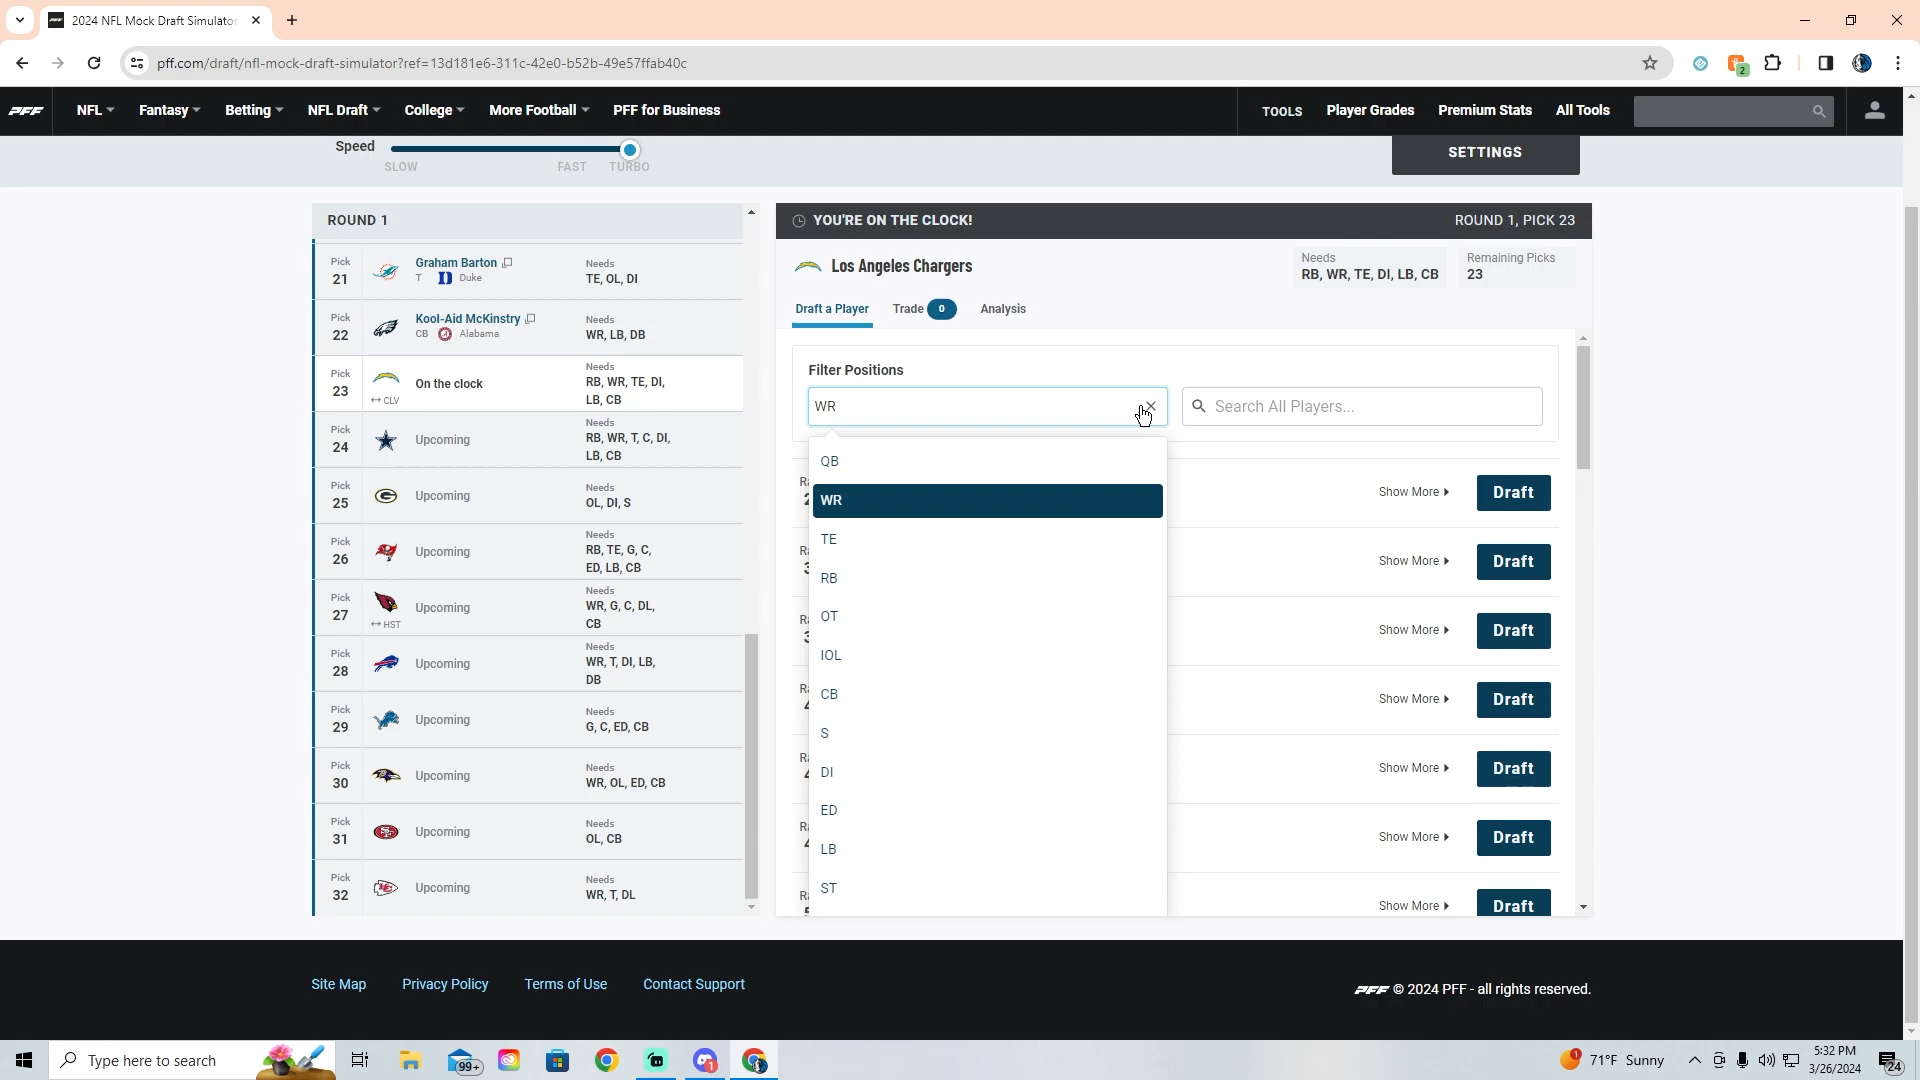 2024 NFL Mock Draft Simulator
pff.com/draft/nfl-mock-draft-simulator?ref=13d181e6-311c-42e0-b52b-49e57ffab40c
2
PFF
NFL
Fantasy
Betting
NFL Draft
College
More Football
PFF for Business
TOOLS
Player Grades
Premium Stats
All Tools
Speed
SLOW
FAST
TURBO
SETTINGS
ROUND 1
Pick
21
Graham Barton
T Duke
Needs
TE, OL, DI
Pick
22
Kool-Aid McKinstry
CB Alabama
Needs
WR, LB, DB
Pick
23
CLV
On the clock
Needs
RB, WR, TE, DI,
LB, CB
Pick
24
Upcoming
Needs
RB, WR, T, C, DI,
LB, CB
Pick
25
Upcoming
Needs
OL, DI, S
Pick
26
Upcoming
Needs
RB, TE, G, C,
ED, LB, CB
Pick
27
HST
Upcoming
Needs
WR, G, C, DL,
CB
Pick
28
Upcoming
Needs
WR, T, DI, LB,
DB
Pick
29
Upcoming
Needs
G, C, ED, CB
Pick
30
Upcoming
Needs
WR, OL, ED, CB
Pick
31
Upcoming
Needs
OL, CB
Pick
32
Upcoming
Needs
WR, T, DL
YOU'RE ON THE CLOCK!
ROUND 1, PICK 23
Los Angeles Chargers
Needs
RB, WR, TE, DI, LB, CB
Remaining Picks
23
Draft a Player
Trade 0
Analysis
Filter Positions
WR
Search All Players...
QB
WR
TE
RB
OT
IOL
CB
S
DI
ED
LB
ST
Show More Draft
Show More Draft
Show More Draft
Show More Draft
Show More Draft
Show More Draft
Show More Draft
Site Map
Privacy Policy
Terms of Use
Contact Support
PFF © 2024 PFF - all rights reserved.
Type here to search
99+
1
1
71°F Sunny
5:32 PM
3/26/2024
24